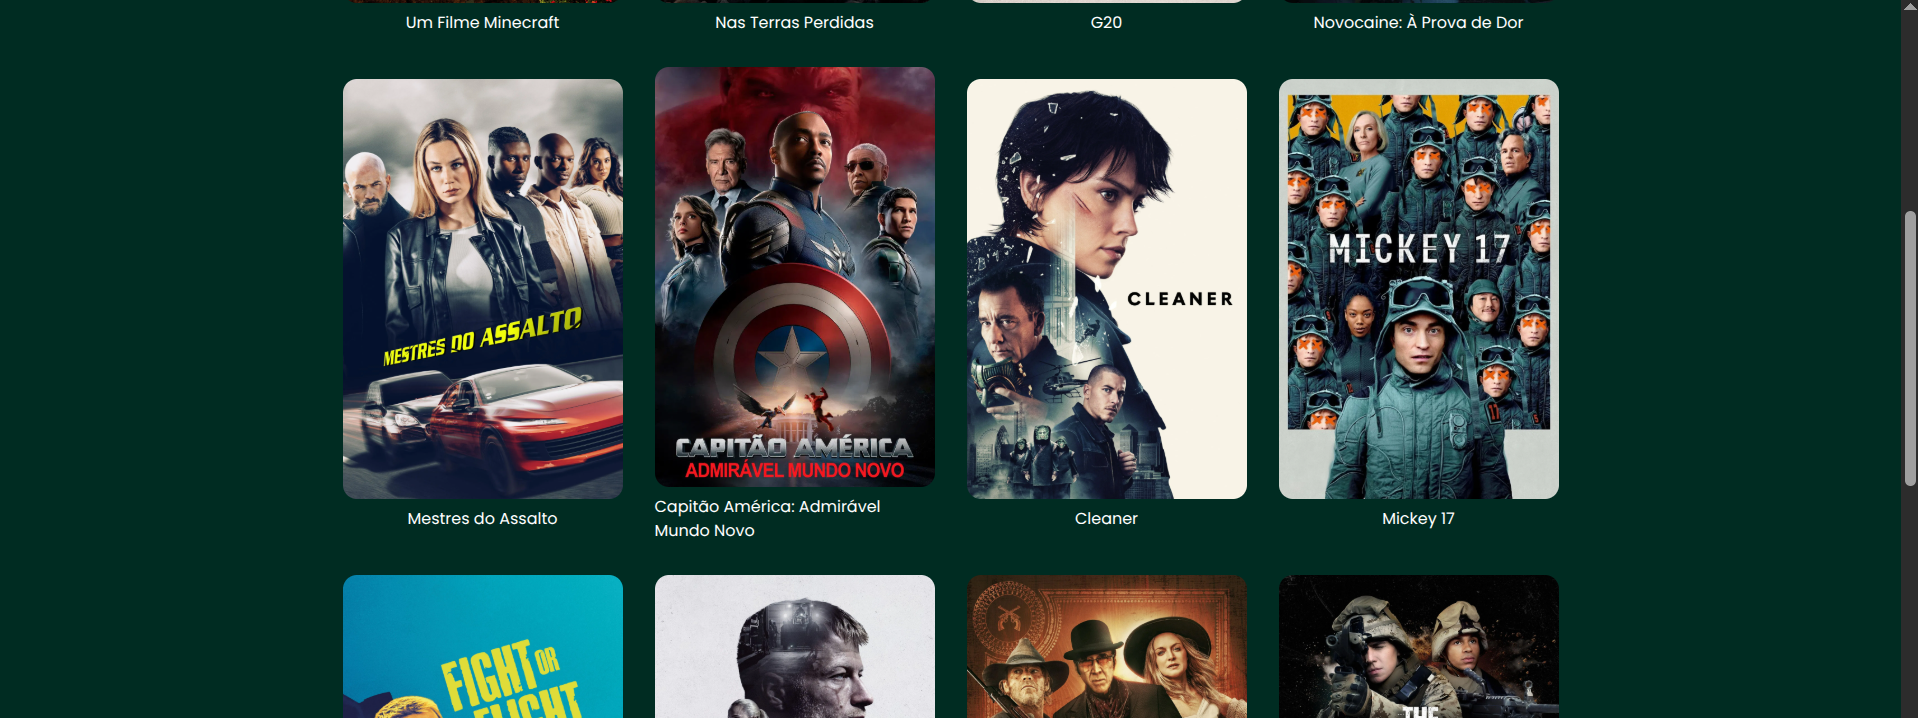 Um Filme Minecraft
Nas Terras Perdidas
G20
Novocaine: À Prova de Dor
MESTRES DO ASSALTO
Mestres do Assalto
CAPITÃO AMÉRICA
ADMIRÁVEL MUNDO NOVO
Capitão América: Admirável
Mundo Novo
CLEANER
Cleaner
MICKEY 17
17
Mickey 17
FIGHT OR
FLIGHT
THE